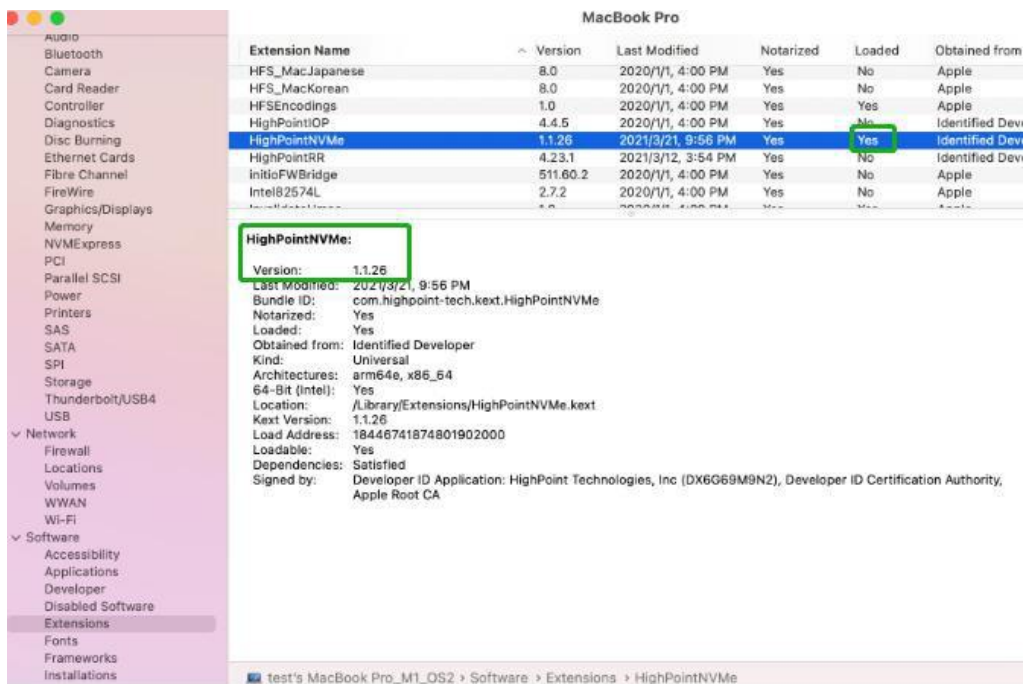 MacBook Pro
Audio
Bluetooth
Camera
Card Reader
Controller
Diagnostics
Disc Burning
Ethernet Cards
Fibre Channel
FireWire
Graphics/Displays
Memory
NVMExpress
PCI
Parallel SCSI
Power
Printers
SAS
SATA
SPI
Storage
Thunderbolt/USB4
USB
Network
Firewall
Locations
Volumes
WWAN
Wi-Fi
Software
Accessibility
Applications
Developer
Disabled Software
Extensions
Fonts
Frameworks
Installations
Extension Name Version Last Modified Notarized Loaded Obtained from
HFS_MacJapanese 8.0 2020/1/1, 4:00 PM Yes No Apple
HFS_MacKorean 8.0 2020/1/1, 4:00 PM Yes No Apple
HFSEncodings 1.0 2020/1/1, 4:00 PM Yes Yes Apple
HighPointIOP 4.4.5 2020/1/1, 4:00 PM Yes No Identified Dev
HighPointNVMe 1.1.26 2021/3/21, 9:56 PM Yes Yes Identified Dev
HighPointRR 4.23.1 2021/3/12, 3:54 PM Yes No Identified Dev
initioFWBridge 511.60.2 2020/1/1, 4:00 PM Yes No Apple
Intel82574L 2.7.2 2020/1/1, 4:00 PM Yes No Apple
HighPointNVMe:
Version: 1.1.26
Last Modified: 2021/3/21, 9:56 PM
Bundle ID: com.highpoint-tech.kext.HighPointNVMe
Notarized: Yes
Loaded: Yes
Obtained from: Identified Developer
Kind: Universal
Architectures: arm64e, x86_64
64-Bit (Intel): Yes
Location: /Library/Extensions/HighPointNVMe.kext
Kext Version: 1.1.26
Load Address: 18446741874801902000
Loadable: Yes
Dependencies: Satisfied
Signed by: Developer ID Application: HighPoint Technologies, Inc (DX6G69M9N2), Developer ID Certification Authority,
Apple Root CA
test's MacBook Pro_M1_OS2 › Software › Extensions › HighPointNVMe